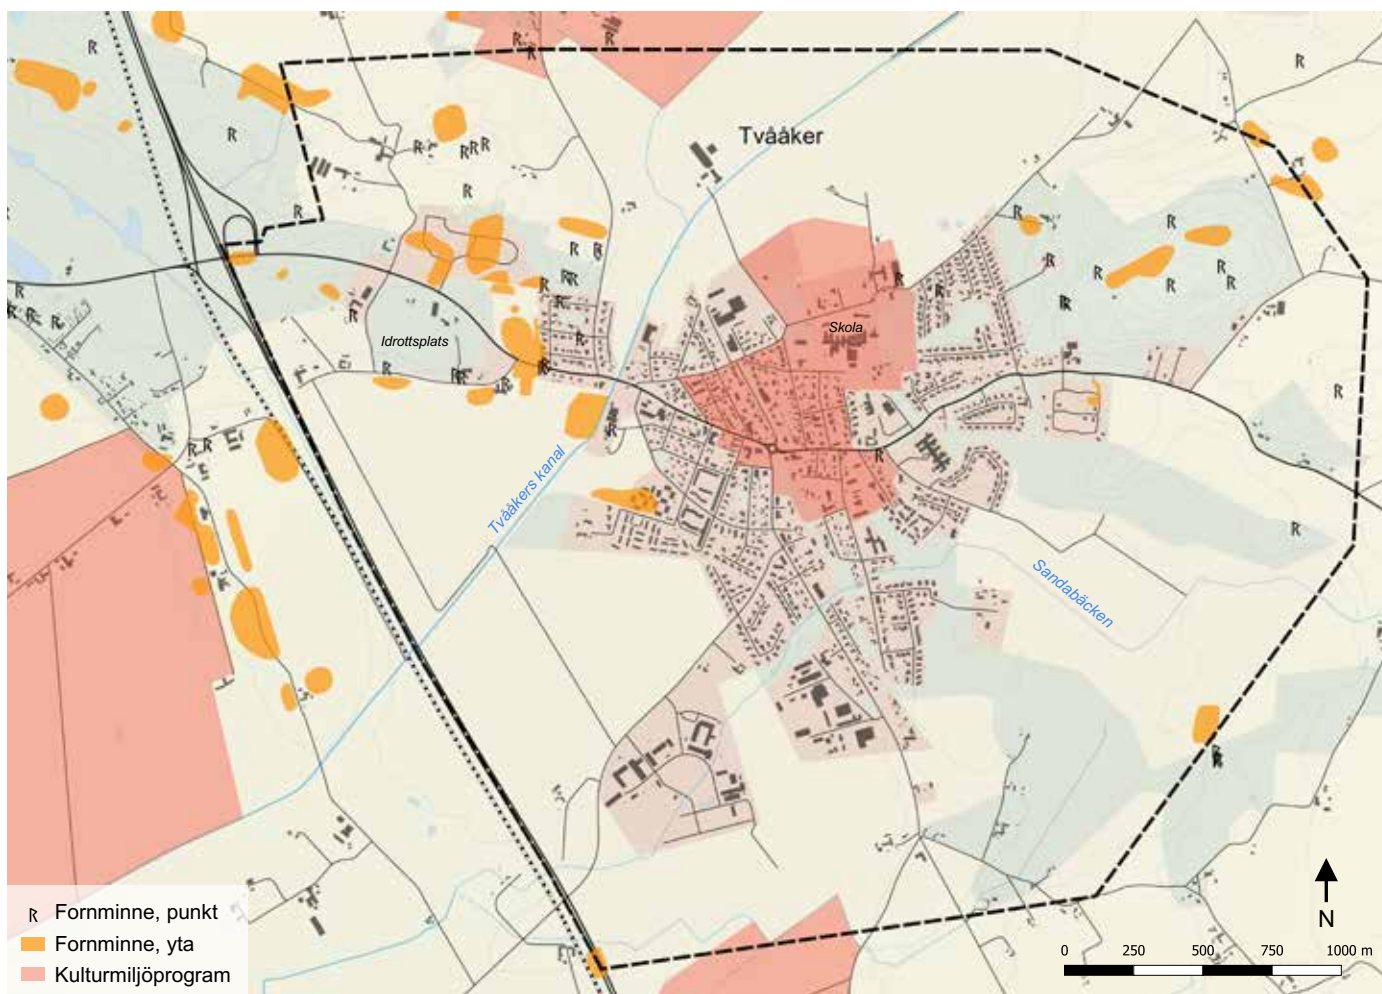 Tvååker
Skola
Idrottsplats
Tvååkers kanal
Sandabäcken
R Fornminne, punkt
Fornminne, yta
Kulturmiljöprogram
N
0 250 500 750 1000 m